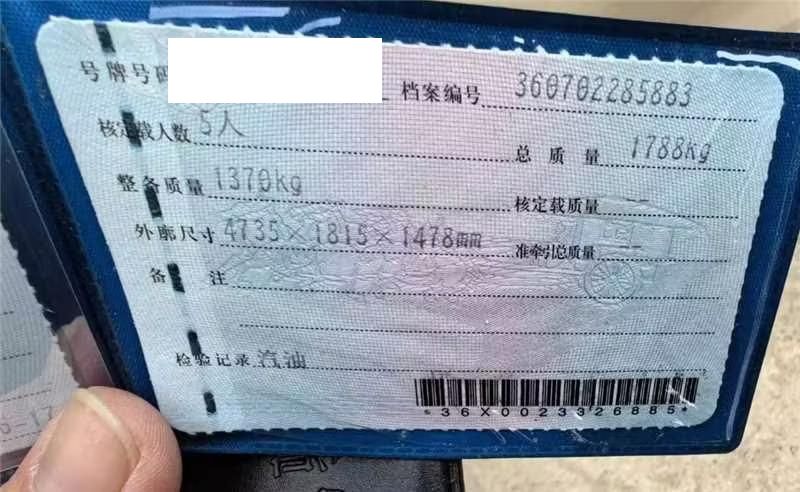 号牌号码 档案编号 360702285883
核定载人数 5人 总质量 1788kg
整备质量 1370kg 核定载质量 --
外廓尺寸 4735×1815×1478mm 准牵引总质量 --
备注
检验记录 汽油
*36X0023326885*